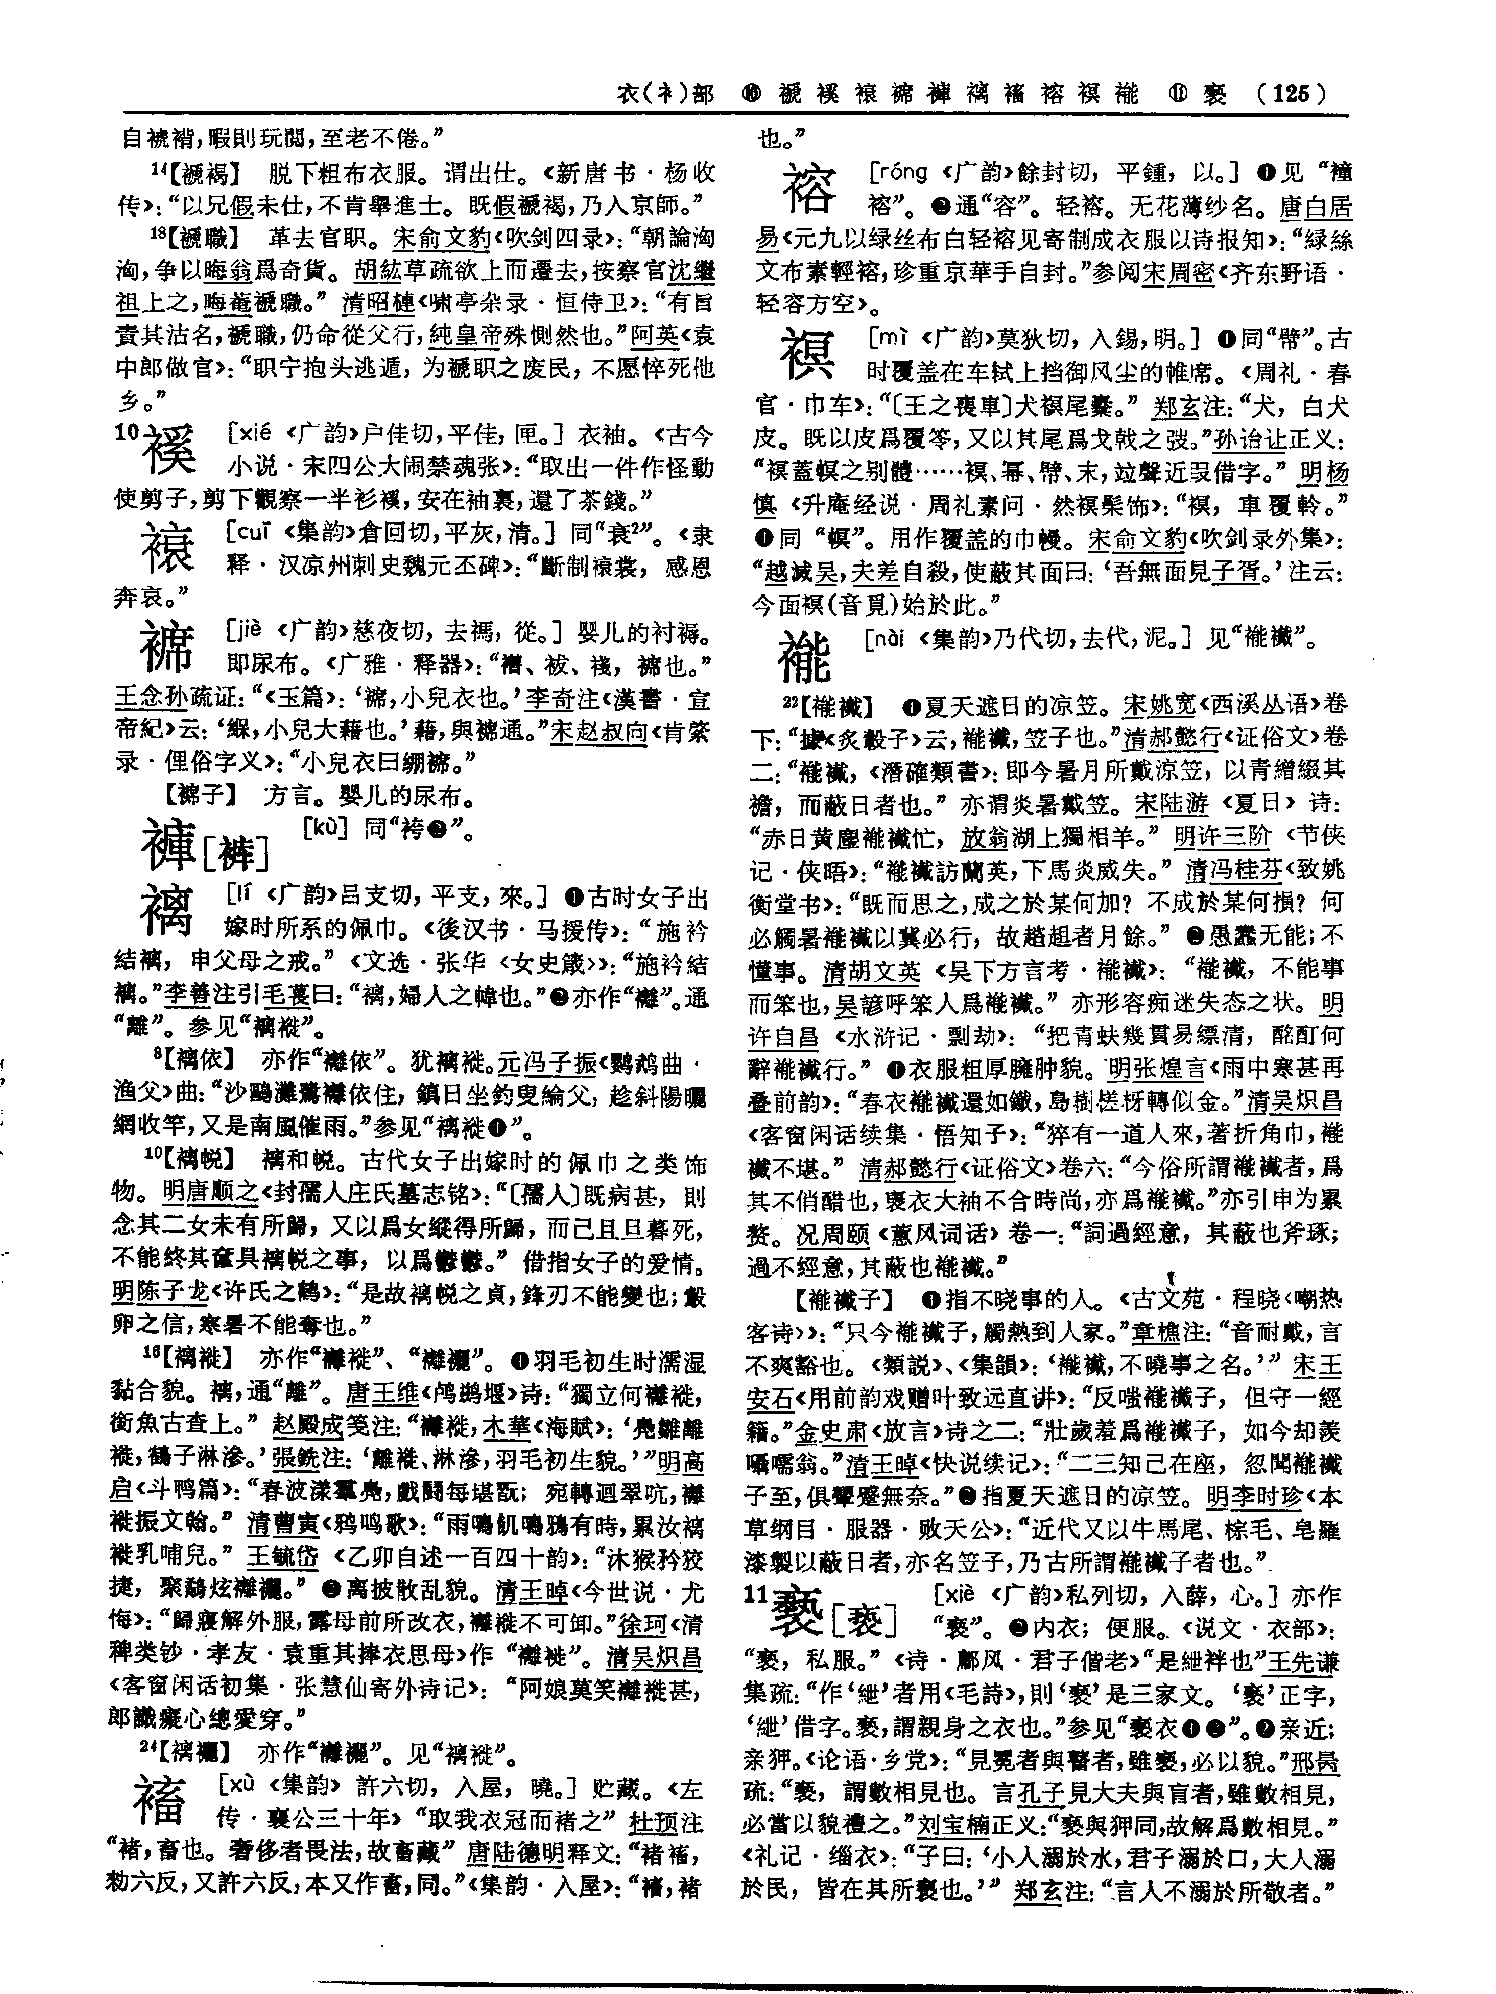 衣(衤)部 ⑩ 褫 褉 䙑 褯 褲 褵 䙒 褣 榠 褦 ⑪ 褻 (125)
自褫褙,暇則玩閲,至老不倦。”
14【褫褐】 脱下粗布衣服。谓出仕。《新唐书·杨收
传》:“以兄假未仕,不肯舉進士。既假褫褐,乃入京師。”
18【褫職】 革去官职。宋俞文豹《吹剑四录》:“朝論洶
洶,争以晦翁爲奇貨。胡紘草疏欲上而遷去,按察官沈繼
祖上之,晦菴褫職。” 清昭槤《啸亭杂录·恒侍卫》:“有旨
責其沽名,褫職,仍命從父行,純皇帝殊惻然也。”阿英《袁
中郎做官》:“职宁抱头逃遁,为褫职之废民,不愿悴死他
乡。”
10 褉 [xié 《广韵》户佳切,平佳,匣。] 衣袖。《古今
小说·宋四公大闹禁魂张》:“取出一件作怪動
使剪子,剪下觀察一半衫褉,安在袖裏,還了茶錢。”
[cuī 《集韵》倉回切,平灰,清。] 同“衰²”。《隶
释·汉凉州刺史魏元丕碑》:“斷制裳,感恩
奔哀。”
褯 [jiè 《广韵》慈夜切,去禡,從。] 婴儿的衬褥。
即尿布。《广雅·释器》:“襁、袚、褯也。”
王念孙疏证:“《玉篇》:‘褯,小兒衣也。’李奇注《漢書·宣
帝紀》云:‘緥,小兒大藉也。’藉,與褯通。”宋赵叔向《肯綮
录·俚俗字义》:“小兒衣曰綳褯。”
【褯子】 方言。婴儿的尿布。
褲[裤] [kù] 同“袴❷”。
褵 [lí 《广韵》吕支切,平支,來。] ❶古时女子出
嫁时所系的佩巾。《後汉书·马援传》:“施衿
结褵,申父母之戒。” 《文选·张华〈女史箴〉》:“施衿结
褵。”李善注引毛萇曰:“褵,婦人之幃也。”❷亦作“䙰”。通
“離”。参见“褵褷”。
8【褵依】 亦作“䙰依”。犹褵褷。元冯子振《鹦鹉曲·
渔父》曲:“沙鷗灘鷺䙰依住,鎮日坐釣叟綸父,趁斜陽曬
網收竿,又是南風催雨。”参见“褵褷❶”。
10【褵帨】 褵和帨。古代女子出嫁时的佩巾之类饰
物。明唐顺之《封孺人庄氏墓志铭》:“〔孺人〕既病甚,則
念其二女未有所歸,又以爲女縱得所歸,而己且旦暮死,
不能終其奩具褵帨之事,以爲鬱鬱。” 借指女子的爱情。
明陈子龙《许氏之鹤》:“是故褵帨之貞,鋒刃不能變也;鷇
卵之信,寒暑不能奪也。”
16【褵褷】 亦作“䙰褷”、“䙰襹”。❶羽毛初生时濡湿
黏合貌。褵,通“離”。唐王维《鸬鹚堰》诗:“獨立何䙰褷,
銜魚古查上。” 赵殿成笺注:“䙰褷,木華《海賦》:‘鳧雛離
褷,鶴子淋滲。’張銑注:‘離褷、淋滲,羽毛初生貌。’”明高
启《斗鸭篇》:“春波漾羣鳧,戲鬭每堪翫;宛轉迴翠吭,䙰
褷振文翰。” 清曹寅《鸦鸣歌》:“雨鳴飢鳴鴉有時,累汝褵
褷乳哺兒。” 王毓岱《乙卯自述一百四十韵》:“沐猴矜狡
捷,聚鷸炫䙰襹。” ❷离披散乱貌。清王晫《今世说·尤
悔》:“歸寢解外服,露母前所改衣,䙰褷不可卸。”徐珂《清
稗类钞·孝友·袁重其捧衣思母》作“䙰褷”。清吴炽昌
《客窗闲话初集·张慧仙寄外诗记》:“阿娘莫笑䙰褷甚,
郎識癡心總愛穿。”
24【褵襹】 亦作“䙰襹”。见“褵褷”。
[xù 《集韵》許六切,入屋,曉。] 贮藏。《左
传·襄公三十年》“取我衣冠而褚之” 杜预注
“褚,畜也。奢侈者畏法,故畜藏” 唐陆德明释文:“褚䙒,
勑六反,又許六反,本又作畜,同。”《集韵·入屋》:“䙒,褚
也。”
褣 [róng 《广韵》餘封切,平鍾,以。] ❶见“襱
褣”。❷通“容”。轻褣。无花薄纱名。唐白居
易《元九以绿丝布白轻褣见寄制成衣服以诗报知》:“緑絲
文布素輕褣,珍重京華手自封。”参阅宋周密《齐东野语·
轻容方空》。
[mì 《广韵》莫狄切,入錫,明。] ❶同“幦”。古
时覆盖在车轼上挡御风尘的帷席。《周礼·春
官·巾车》:“〔王之喪車〕犬䙩尾櫜。” 郑玄注:“犬,白犬
皮。既以皮爲覆笭,又以其尾爲戈戟之弢。”孙诒让正义:
“䙩蓋幎之别體……䙩、幂、幦、末,竝聲近叚借字。” 明杨
慎《升庵经说·周礼素问·然䙩髤饰》:“䙩,車覆軨。”
❶同“幎”。用作覆盖的巾幔。宋俞文豹《吹剑录外集》:
“越滅吴,夫差自殺,使蔽其面曰:‘吾無面見子胥。’注云:
今面䙩(音覓)始於此。”
褦 [nài 《集韵》乃代切,去代,泥。] 见“褦襶”。
22【褦襶】 ❶夏天遮日的凉笠。宋姚宽《西溪丛语》卷
下:“據《炙轂子》云,褦襶,笠子也。”清郝懿行《证俗文》卷
二:“褦襶,《潛確類書》:即今暑月所戴涼笠,以青繒綴其
襜,而蔽日者也。” 亦谓炎暑戴笠。宋陆游《夏日》诗:
“赤日黄塵褦襶忙,放翁湖上獨相羊。” 明许三阶《节侠
记·侠晤》:“褦襶訪蘭英,下馬炎威失。” 清冯桂芬《致姚
衡堂书》:“既而思之,成之於某何加?不成於某何損?何
必觸暑褦襶以冀必行,故趑趄者月餘。” ❷愚蠢无能;不
懂事。清胡文英《吴下方言考·褦襶》:“褦襶,不能事
而笨也,吴諺呼笨人爲褦襶。” 亦形容痴迷失态之状。明
许自昌《水浒记·剽劫》:“把青蚨幾貫易縹清,酩酊何
辭褦襶行。” ❶衣服粗厚臃肿貌。明张煌言《雨中寒甚再
叠前韵》:“春衣褦襶還如鐵,島樹槎枒轉似金。”清吴炽昌
《客窗闲话续集·悟知子》:“猝有一道人來,著折角巾,褦
襶不堪。” 清郝懿行《证俗文》卷六:“今俗所謂褦襶者,爲
其不俏醋也,褎衣大袖不合時尚,亦爲褦襶。”亦引申为累
赘。况周颐《蕙风词话》卷一:“詞過經意,其蔽也斧琢;
過不經意,其蔽也褦襶。”
【褦襶子】 ❶指不晓事的人。《古文苑·程晓〈嘲热
客诗〉》:“只今褦襶子,觸熱到人家。”章樵注:“音耐戴,言
不爽豁也。《類説》、《集韻》:‘褦襶,不曉事之名。’” 宋王
安石《用前韵戏赠叶致远直讲》:“反嗤褦襶子,但守一經
籍。”金史肃《放言》诗之二:“壯歲羞爲褦襶子,如今却羨
囁嚅翁。”清王晫《快说续记》:“二三知己在座,忽聞褦襶
子至,俱顰蹙無奈。”❷指夏天遮日的凉笠。明李时珍《本
草纲目·服器·败天公》:“近代又以牛馬尾、棕毛、皂羅
漆製以蔽日者,亦名笠子,乃古所謂褦襶子者也。”
11 褻[亵] [xiè 《广韵》私列切,入薛,心。] 亦作
“䙝”。❷内衣;便服。《说文·衣部》:
“褻,私服。” 《诗·鄘风·君子偕老》“是紲袢也”王先谦
集疏:“作‘紲’者用《毛詩》,則‘褻’是三家文。‘褻’正字,
‘紲’借字。褻,謂親身之衣也。”参见“褻衣❶❷”。❷亲近;
亲狎。《论语·乡党》:“見冕者與瞽者,雖褻,必以貌。”邢昺
疏:“褻,謂數相見也。言孔子見大夫與盲者,雖數相見,
必當以貌禮之。”刘宝楠正义:“褻與狎同,故解爲數相見。”
《礼记·缁衣》:“子曰:‘小人溺於水,君子溺於口,大人溺
於民,皆在其所褻也。’” 郑玄注:“言人不溺於所敬者。”